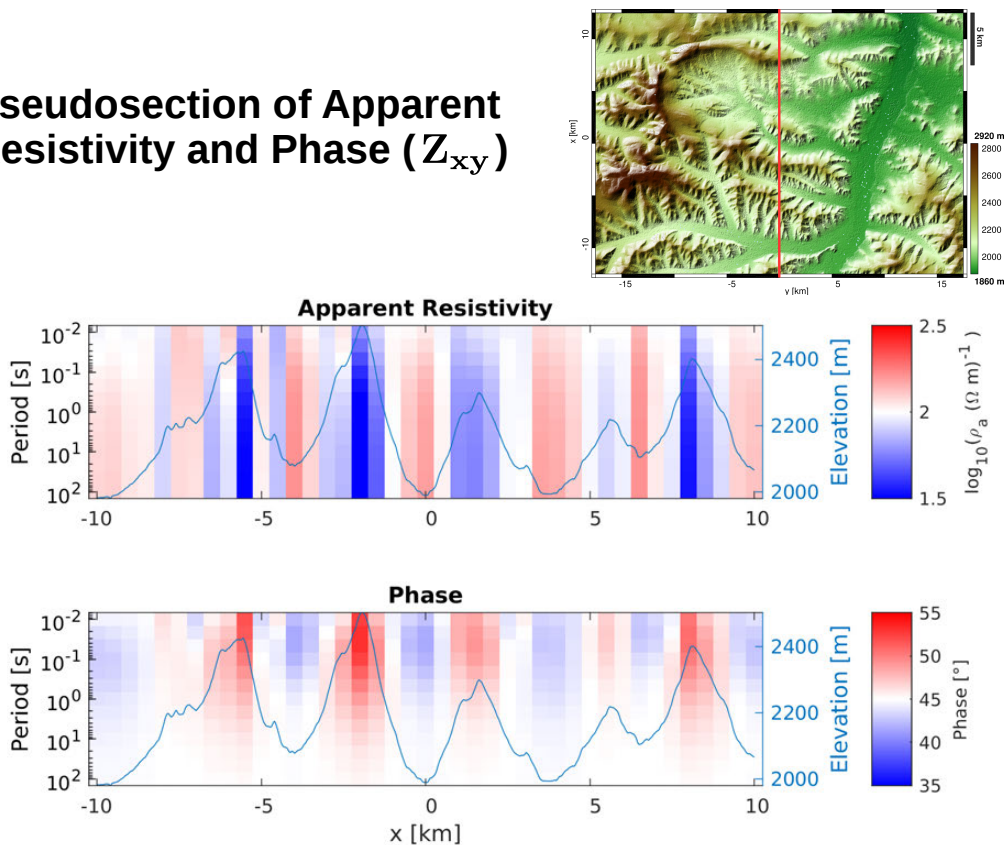 seudosection of Apparent
esistivity and Phase (Z_xy)
10
0
-10
x [km]
-15
-5
5
15
y [km]
5 km
2920 m
2800
2600
2400
2200
2000
1860 m
Apparent Resistivity
Period [s]
10^-2
10^-1
10^0
10^1
10^2
-10
-5
0
5
10
2400
2200
2000
Elevation [m]
2.5
2
1.5
log_10(ρ_a (Ω m)^-1 )
Phase
Period [s]
10^-2
10^-1
10^0
10^1
10^2
-10
-5
0
5
10
x [km]
2400
2200
2000
Elevation [m]
55
50
45
40
35
Phase [°]